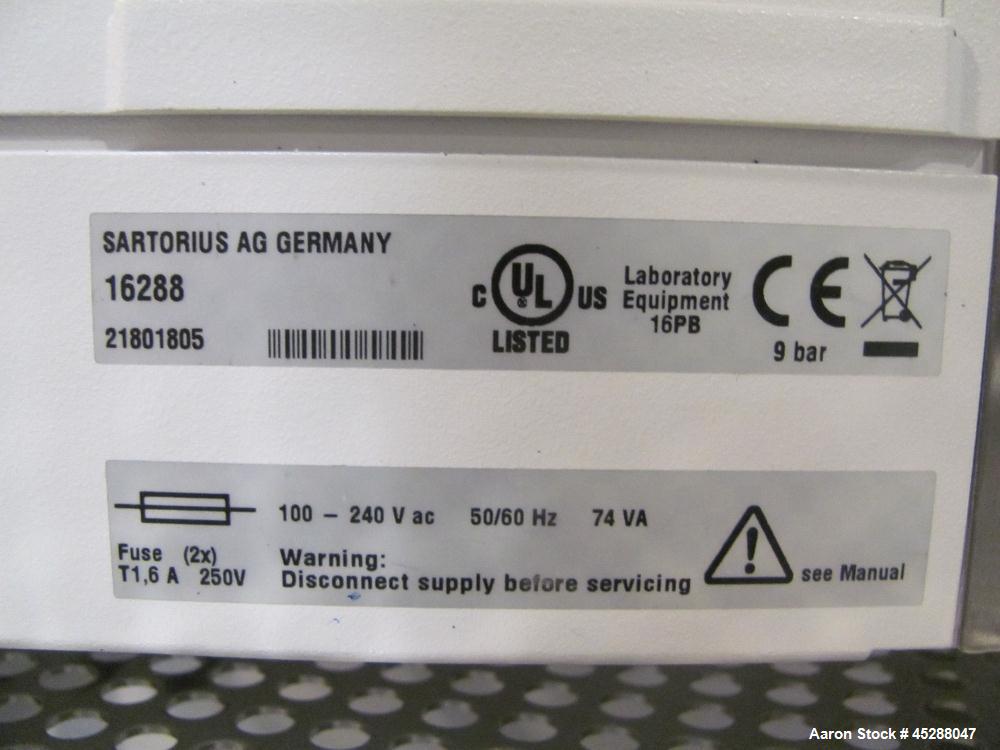 SARTORIUS AG GERMANY
16288
21801805
C UL US
LISTED
Laboratory
Equipment
16PB
CE
9 bar
100 – 240 V ac 50/60 Hz 74 VA
Fuse (2x)
T1,6 A 250V
Warning:
Disconnect supply before servicing
! see Manual
Aaron Stock # 45288047